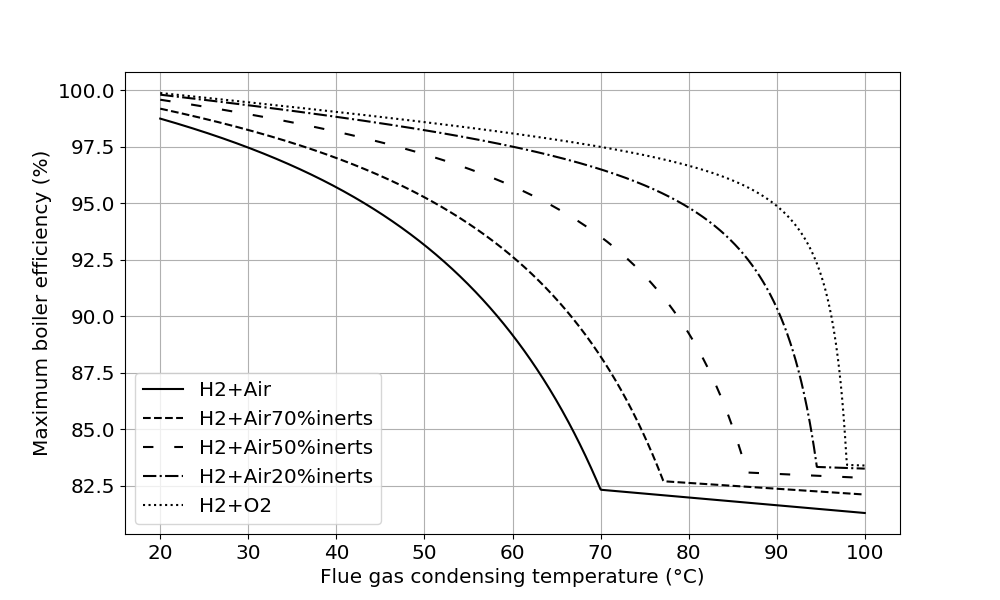 100.0
97.5
95.0
92.5
90.0
87.5
85.0
82.5
Maximum boiler efficiency (%)
H2+Air
H2+Air70%inerts
H2+Air50%inerts
H2+Air20%inerts
H2+O2
20 30 40 50 60 70 80 90 100
Flue gas condensing temperature (°C)